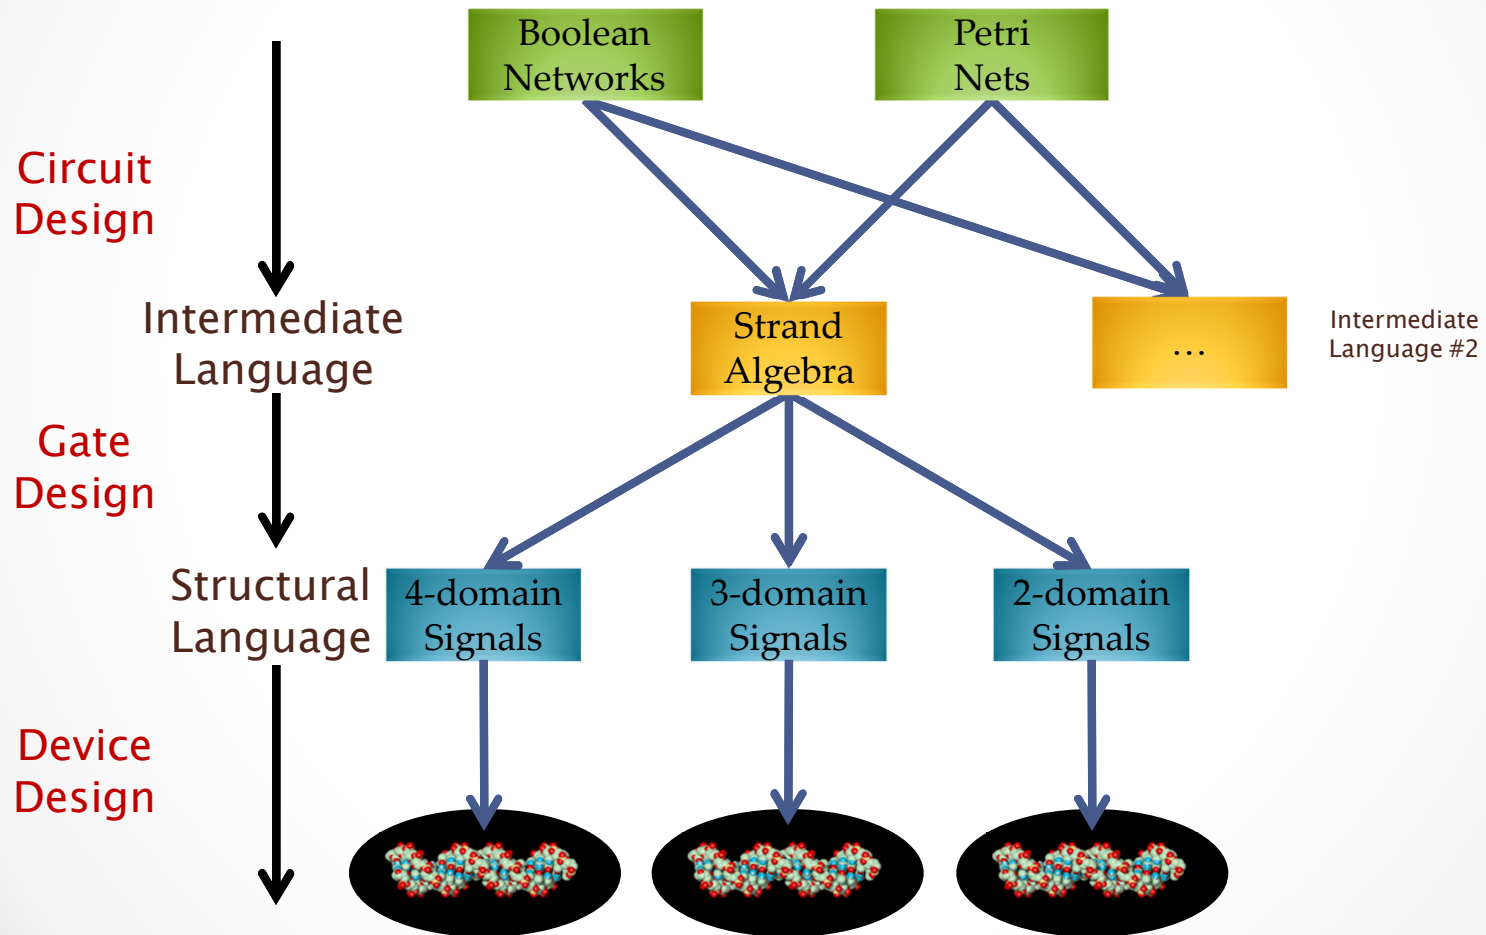 Boolean
Networks
Petri
Nets
Circuit
Design
Intermediate
Language
Strand
Algebra
...
Intermediate
Language #2
Gate
Design
Structural
Language
4-domain
Signals
3-domain
Signals
2-domain
Signals
Device
Design